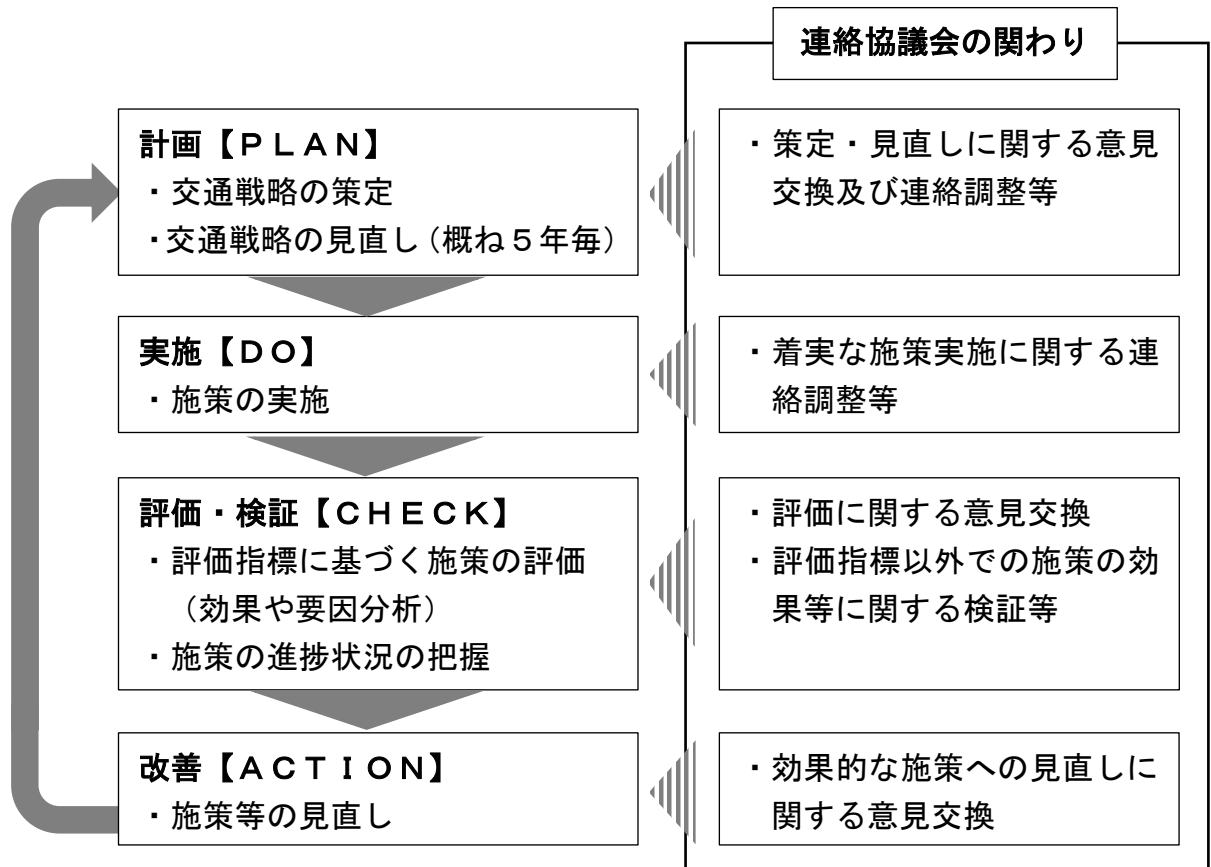 連絡協議会の関わり
計画【ＰＬＡＮ】
・交通戦略の策定
・交通戦略の見直し（概ね５年毎）
・策定・見直しに関する意見
交換及び連絡調整等
実施【ＤＯ】
・施策の実施
・着実な施策実施に関する連
絡調整等
評価・検証【ＣＨＥＣＫ】
・評価指標に基づく施策の評価
（効果や要因分析）
・施策の進捗状況の把握
・評価に関する意見交換
・評価指標以外での施策の効
果等に関する検証等
改善【ＡＣＴＩＯＮ】
・施策等の見直し
・効果的な施策への見直しに
関する意見交換